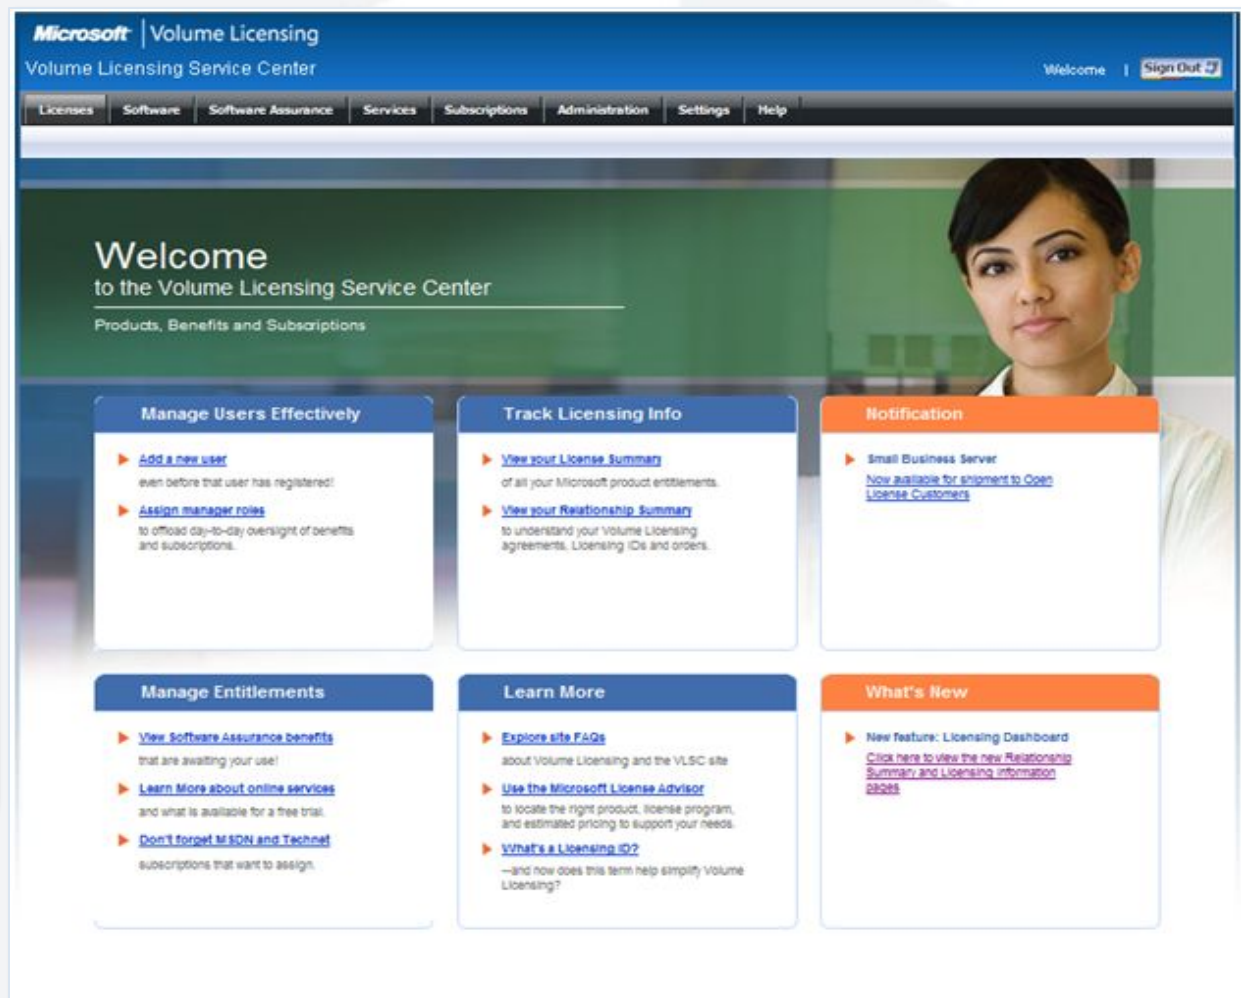 Microsoft | Volume Licensing
Volume Licensing Service Center
Welcome | Sign Out
Licenses Software Software Assurance Services Subscriptions Administration Settings Help
Welcome
to the Volume Licensing Service Center
Products, Benefits and Subscriptions
Manage Users Effectively
Add a new user
even before that user has registered!
Assign manager roles
to offload day-to-day oversight of benefits
and subscriptions.
Track Licensing Info
View your License Summary
of all your Microsoft product entitlements.
View your Relationship Summary
to understand your Volume Licensing
agreements, Licensing IDs and orders.
Notification
Small Business Server
Now available for shipment to Open
License Customers
Manage Entitlements
View Software Assurance benefits
that are awaiting your use!
Learn More about online services
and what is available for a free trial.
Don't forget MSDN and Technet
subscriptions that want to assign.
Learn More
Explore site FAQs
about Volume Licensing and the VLSC site
Use the Microsoft License Advisor
to locate the right product, license program,
and estimated pricing to support your needs.
What's a Licensing ID?
—and how does this term help simplify Volume
Licensing?
What's New
New feature: Licensing Dashboard
Click here to view the new Relationship
Summary and Licensing Information
pages